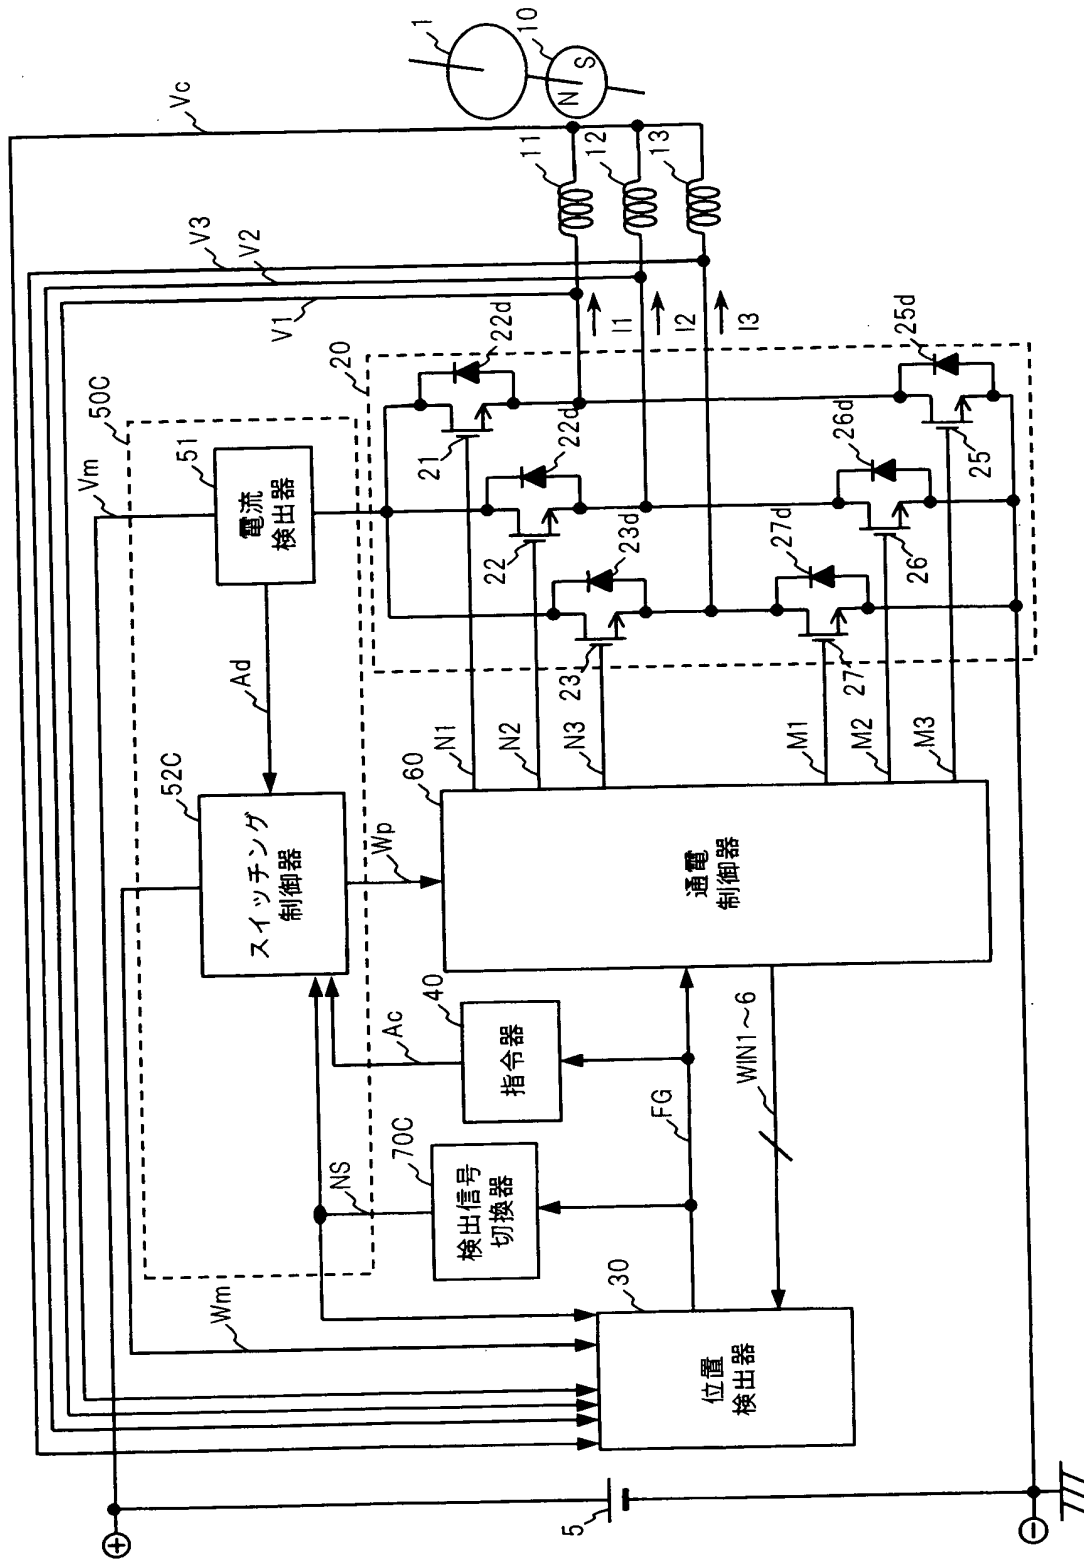 1
10
N
S
Vc
11
12
13
V3
V2
V1
I1
I2
I3
50C
Vm
51
電流
検出器
20
22d
21
22d
22
23d
23
25d
25
26d
26
27d
27
Ad
52C
スイッチング
制御器
Wp
N1
N2
N3
M1
M2
M3
60
通電
制御器
40
指令器
Ac
FG
WIN1～6
70C
検出信号
切換器
NS
Wm
30
位置
検出器
5
+
−